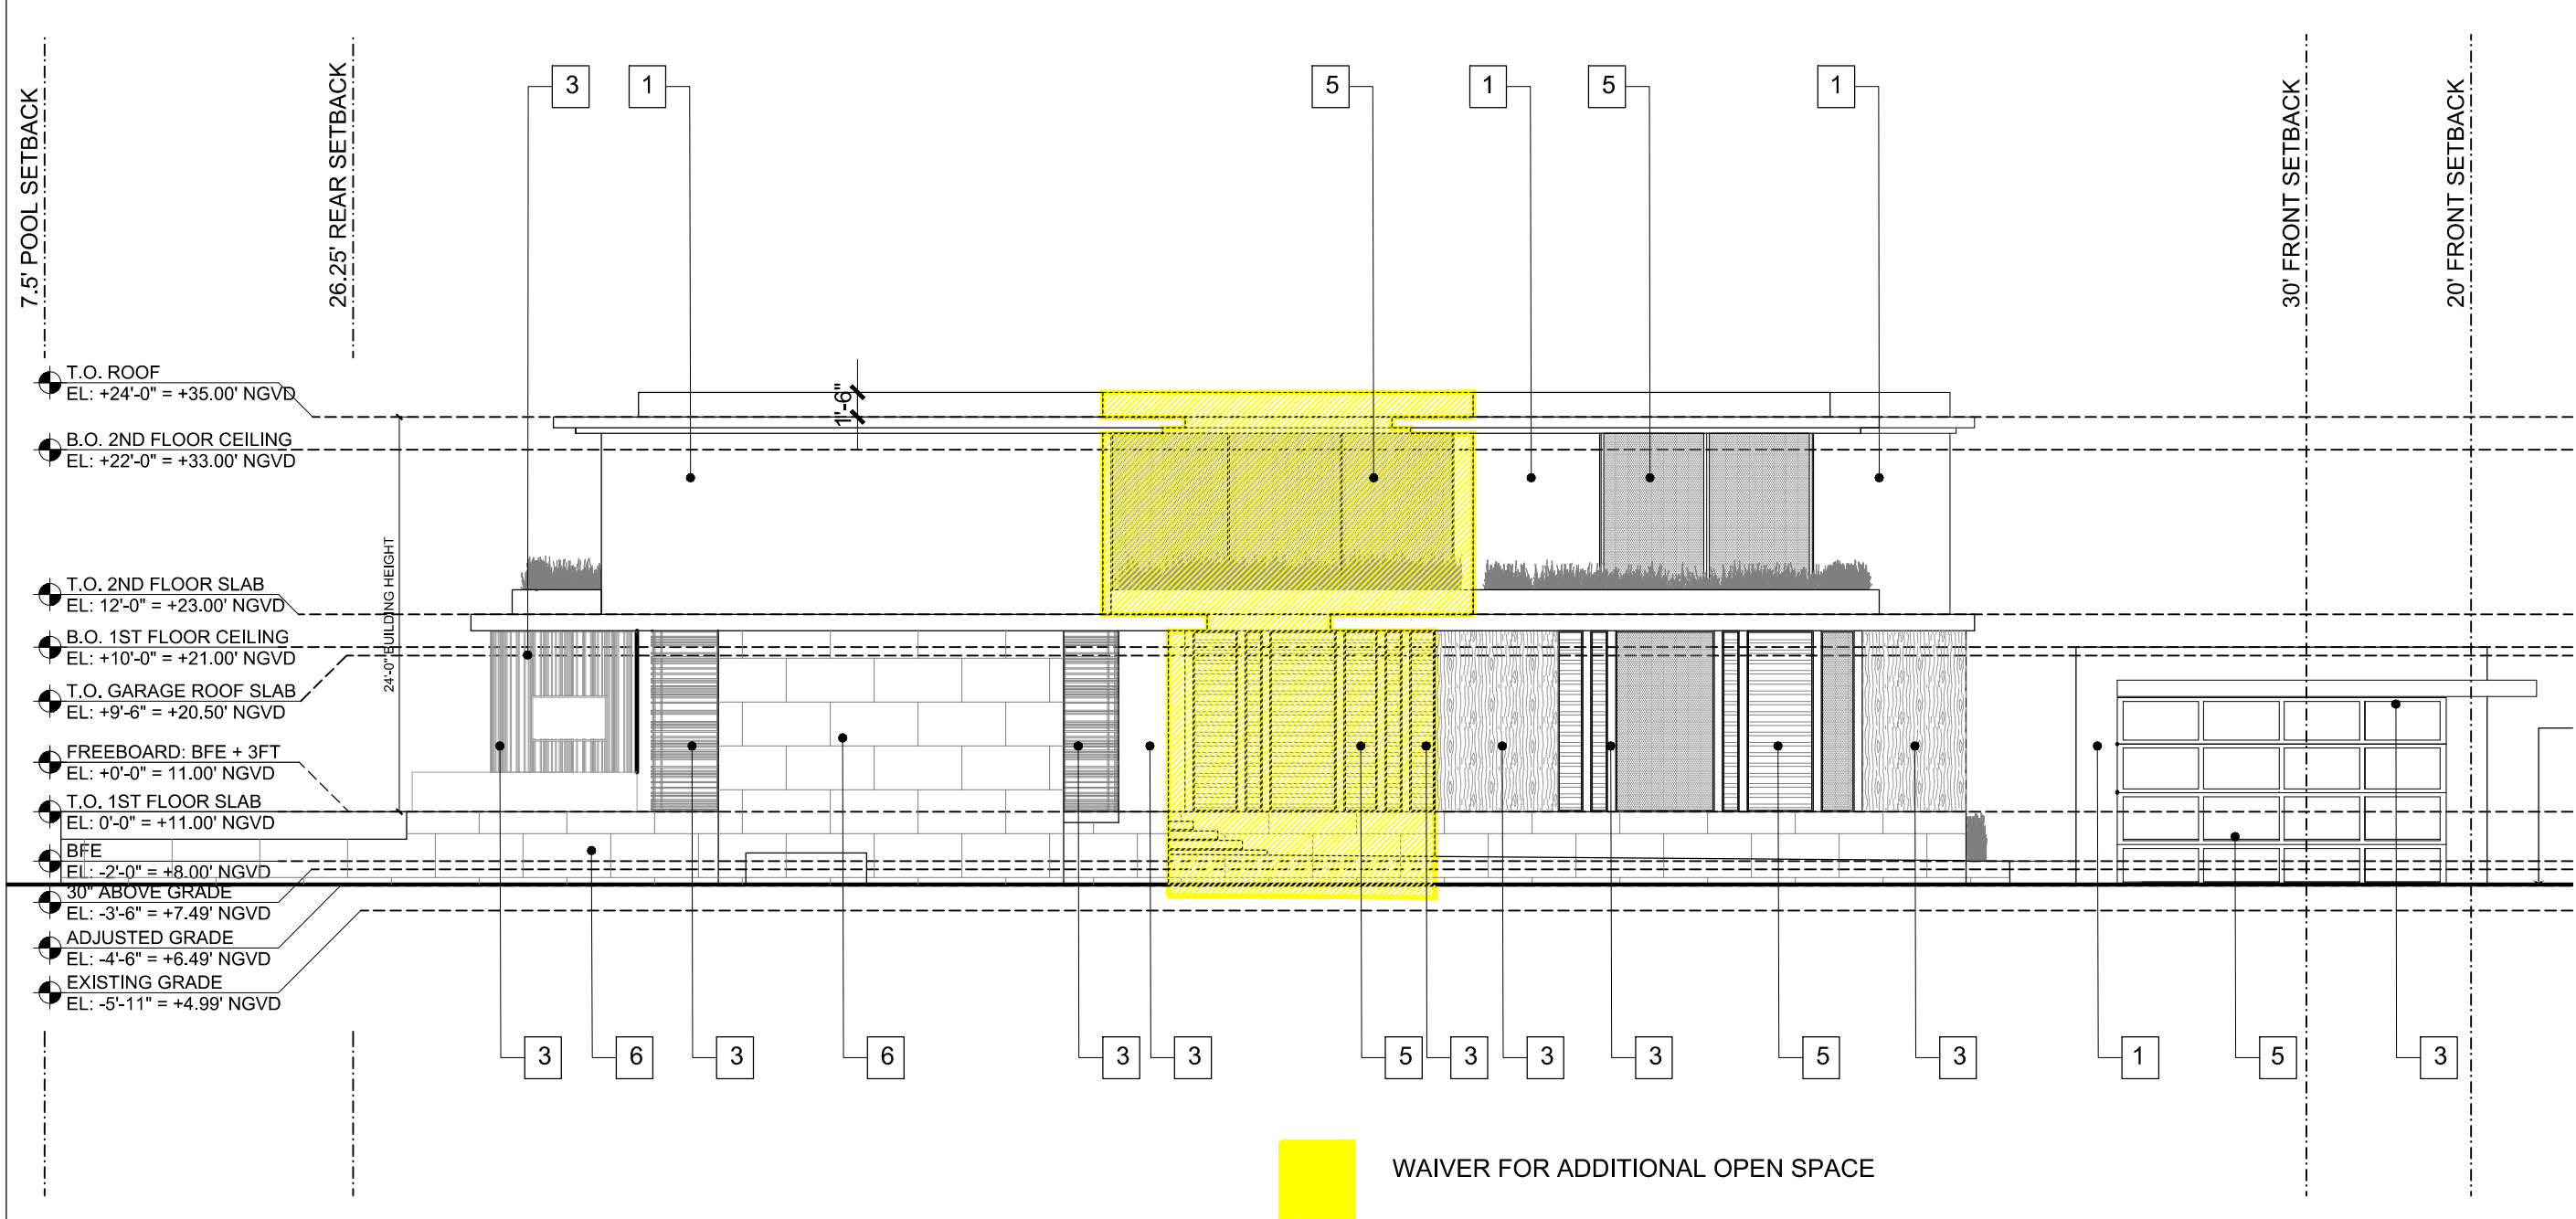 7.5' POOL SETBACK
26.25' REAR SETBACK
3
1
5
1
5
1
30' FRONT SETBACK
20' FRONT SETBACK
T.O. ROOF
EL: +24'-0" = +35.00' NGVD
1'-6"
B.O. 2ND FLOOR CEILING
EL: +22'-0" = +33.00' NGVD
24'-0" BUILDING HEIGHT
T.O. 2ND FLOOR SLAB
EL: 12'-0" = +23.00' NGVD
B.O. 1ST FLOOR CEILING
EL: +10'-0" = +21.00' NGVD
T.O. GARAGE ROOF SLAB
EL: +9'-6" = +20.50' NGVD
FREEBOARD: BFE + 3FT
EL: +0'-0" = 11.00' NGVD
T.O. 1ST FLOOR SLAB
EL: 0'-0" = +11.00' NGVD
BFE
EL: -2'-0" = +8.00' NGVD
30" ABOVE GRADE
EL: -3'-6" = +7.49' NGVD
ADJUSTED GRADE
EL: -4'-6" = +6.49' NGVD
EXISTING GRADE
EL: -5'-11" = +4.99' NGVD
3
6
3
6
3
3
5
3
3
3
5
3
1
5
3
WAIVER FOR ADDITIONAL OPEN SPACE